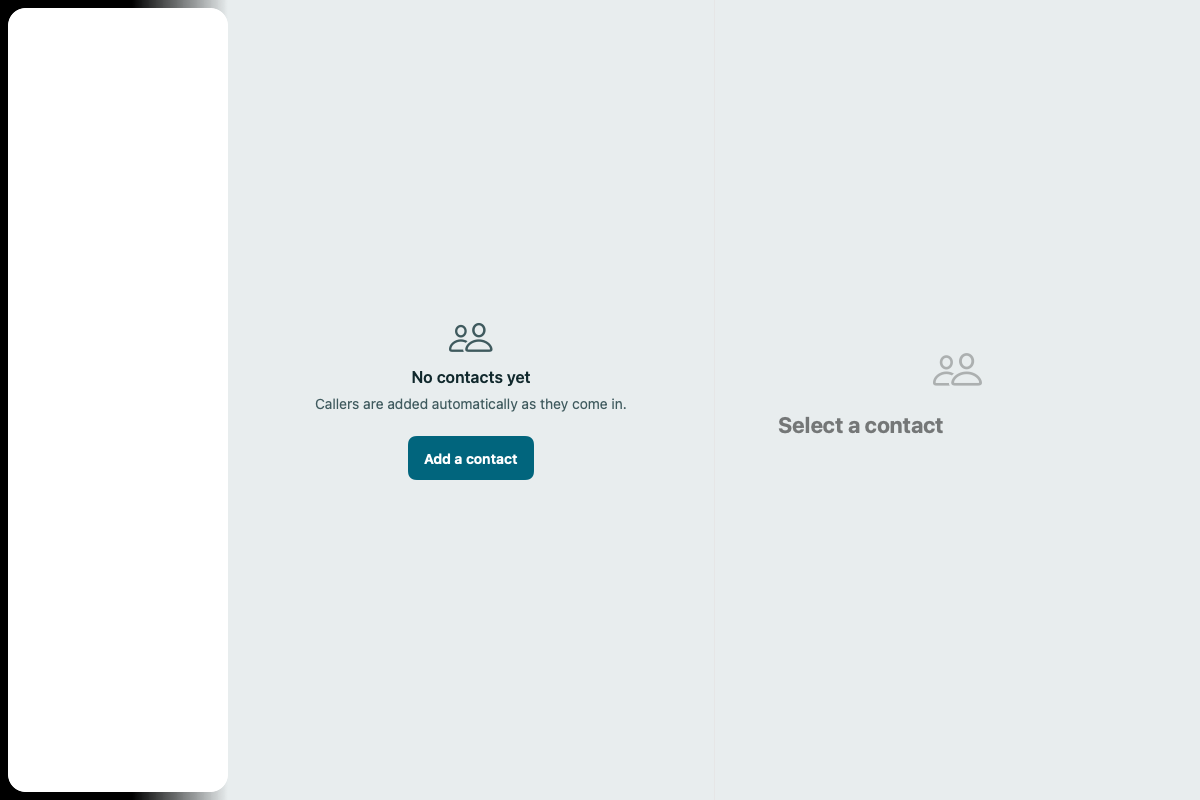 No contacts yet
Callers are added automatically as they come in.
Add a contact
Select a contact